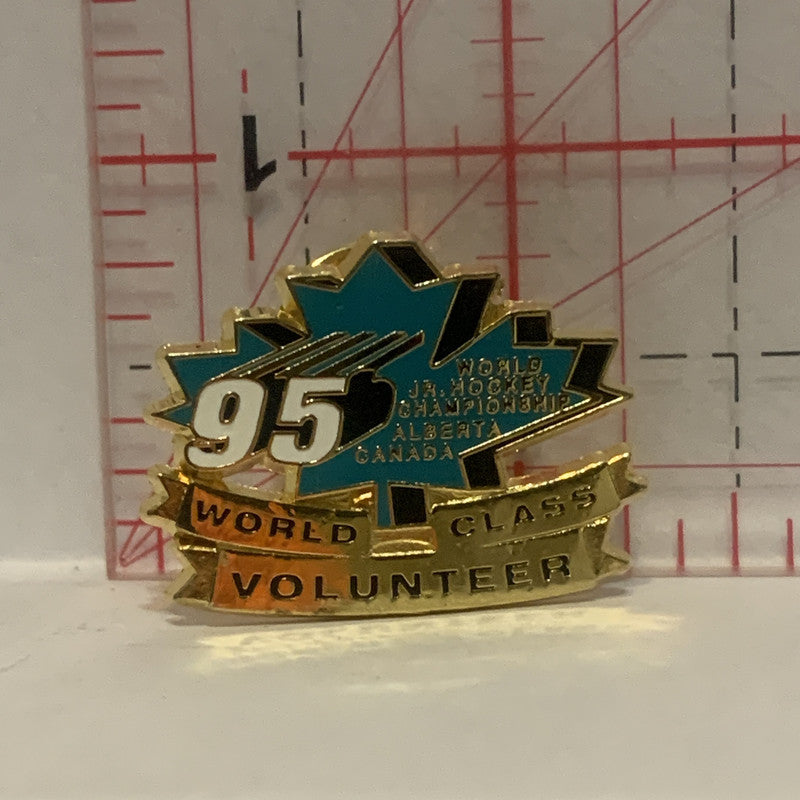 1
95
WORLD
JR. HOCKEY
CHAMPIONSHIP
ALBERTA
CANADA
WORLD CLASS
VOLUNTEER